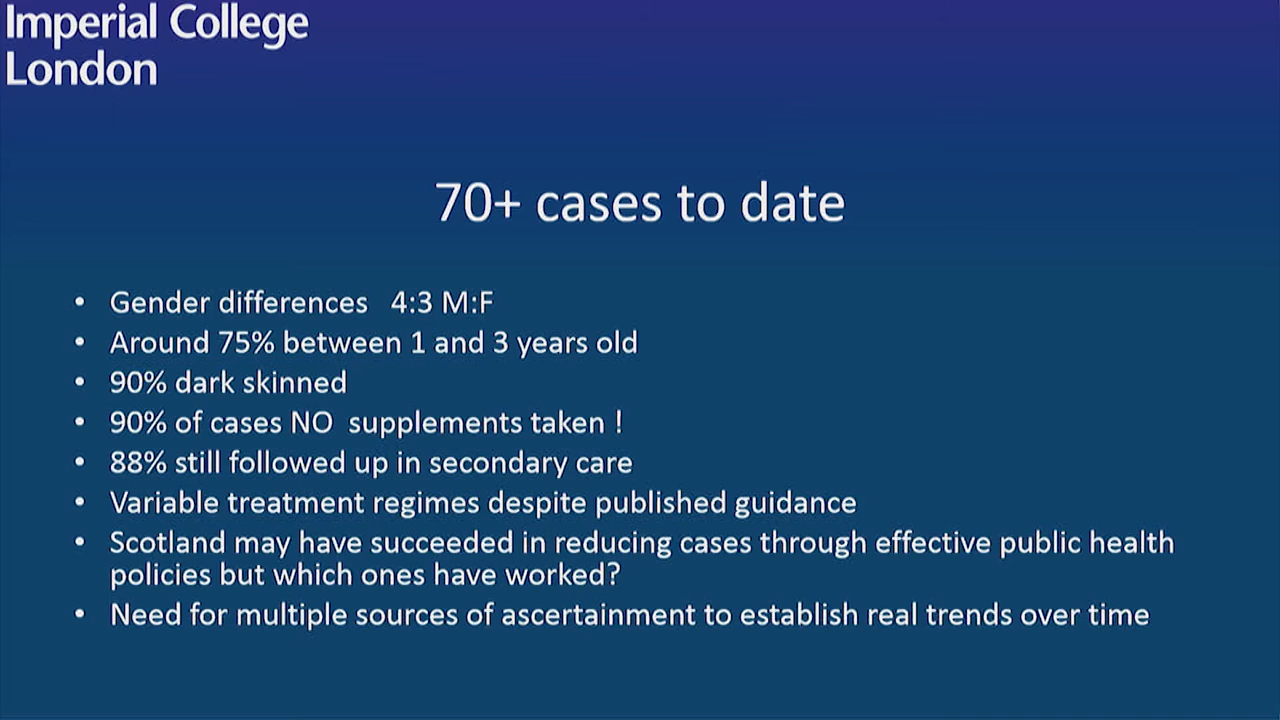 Imperial College
London
70+ cases to date
• Gender differences 4:3 M:F
• Around 75% between 1 and 3 years old
• 90% dark skinned
• 90% of cases NO supplements taken !
• 88% still followed up in secondary care
• Variable treatment regimes despite published guidance
• Scotland may have succeeded in reducing cases through effective public health
policies but which ones have worked?
• Need for multiple sources of ascertainment to establish real trends over time